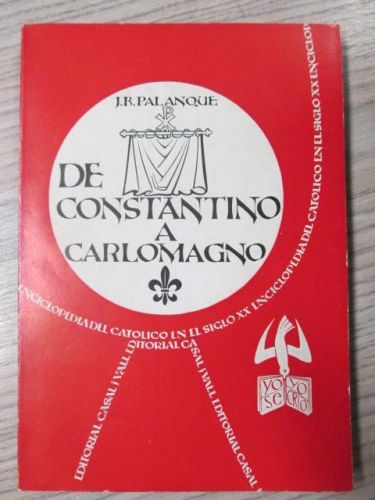 J.R. PALANQUE
DE
CONSTANTINO
A
CARLOMAGNO
ENCICLOPEDIA DEL CATOLICO EN EL SIGLO XX ENCICLOPEDIA DEL CATOLICO EN EL SIGLO XX ENCICLOP
EDITORIAL CASAL I VALL EDITORIAL CASAL I VALL EDITORIAL CASAL
YO YO
SE CREO